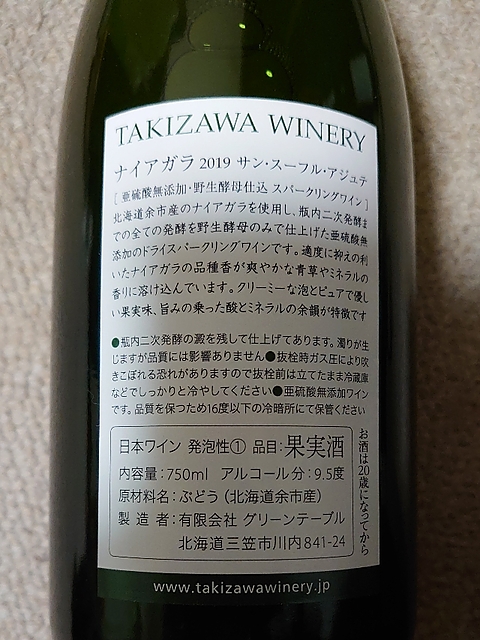 TAKIZAWA WINERY
ナイアガラ 2019 サン・スーフル・アジュテ
[ 亜硫酸無添加・野生酵母仕込 スパークリングワイン ]
北海道余市産のナイアガラを使用し、瓶内二次発酵ま
での全ての発酵を野生酵母のみで仕上げた亜硫酸無
添加のドライスパークリングワインです。適度に抑えの利
いたナイアガラの品種香が爽やかな青草やミネラルの
香りに溶け込んでいます。クリーミーな泡とピュアで優し
い果実味、旨みの乗った酸とミネラルの余韻が特徴です
●瓶内二次発酵の澱を残して仕上げてあります。濁りが生
じますが品質には影響ありません●抜栓時ガス圧により吹
きこぼれる恐れがありますので抜栓前は立てたまま冷蔵庫
などでしっかりと冷やしてください●亜硫酸無添加ワイン
です。品質を保つため16度以下の冷暗所にて保管ください
日本ワイン 発泡性① 品目：果実酒
内容量：750ml アルコール分：9.5度
原材料名：ぶどう（北海道余市産）
製造者：有限会社 グリーンテーブル
北海道三笠市川内841-24
お酒は20歳になってから
www.takizawawinery.jp